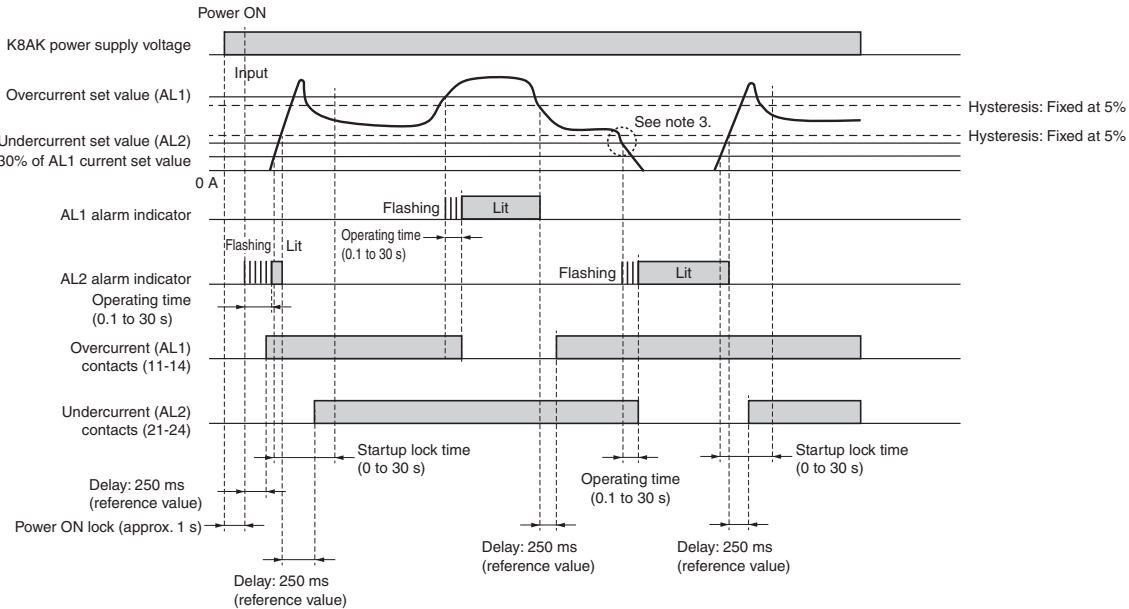 Power ON
K8AK power supply voltage
Input
Overcurrent set value (AL1)
Hysteresis: Fixed at 5%
See note 3.
Hysteresis: Fixed at 5%
Undercurrent set value (AL2)
30% of AL1 current set value
0 A
Flashing
Lit
AL1 alarm indicator
Operating time
(0.1 to 30 s)
Flashing
Lit
Flashing
Lit
AL2 alarm indicator
Operating time
(0.1 to 30 s)
Overcurrent (AL1)
contacts (11-14)
Undercurrent (AL2)
contacts (21-24)
Startup lock time
(0 to 30 s)
Startup lock time
(0 to 30 s)
Operating time
(0.1 to 30 s)
Delay: 250 ms
(reference value)
Power ON lock (approx. 1 s)
Delay: 250 ms
(reference value)
Delay: 250 ms
(reference value)
Delay: 250 ms
(reference value)